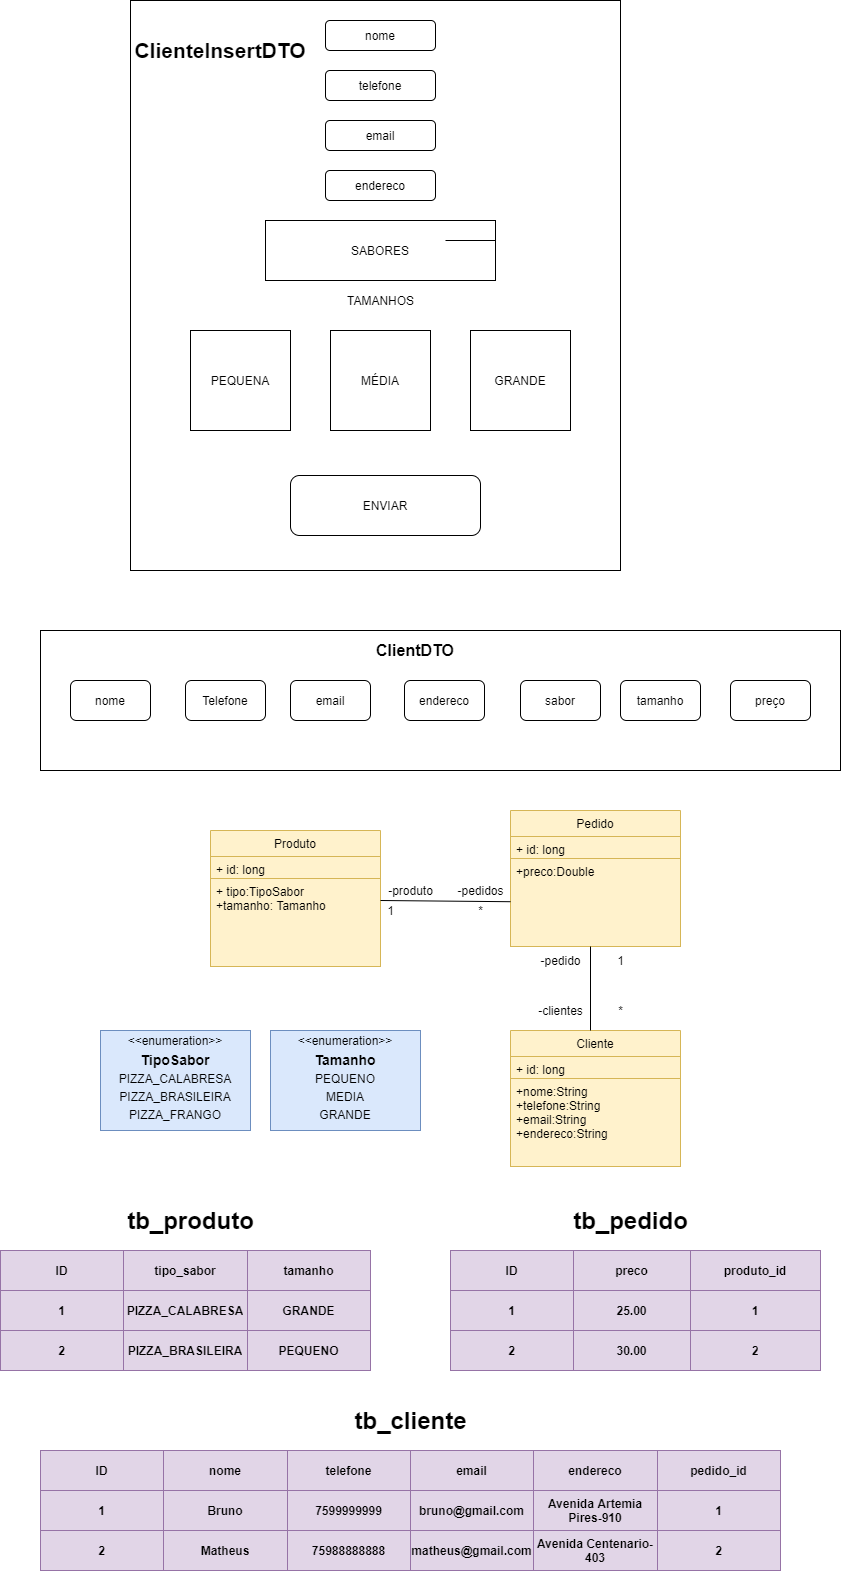 ClienteInsertDTO
nome
telefone
email
endereco
SABORES
TAMANHOS
PEQUENA MÉDIA GRANDE
ENVIAR
ClientDTO
nome Telefone email endereco sabor tamanho preço
Produto
+ id: long
+ tipo:TipoSabor
+tamanho: Tamanho
-produto -pedidos
1 *
Pedido
+ id: long
+preco:Double
-pedido 1
-clientes *
<<enumeration>>
TipoSabor
PIZZA_CALABRESA
PIZZA_BRASILEIRA
PIZZA_FRANGO
<<enumeration>>
Tamanho
PEQUENO
MEDIA
GRANDE
Cliente
+ id: long
+nome:String
+telefone:String
+email:String
+endereco:String
tb_produto
ID tipo_sabor tamanho
1 PIZZA_CALABRESA GRANDE
2 PIZZA_BRASILEIRA PEQUENO
tb_pedido
ID preco produto_id
1 25.00 1
2 30.00 2
tb_cliente
ID nome telefone email endereco pedido_id
1 Bruno 7599999999 bruno@gmail.com Avenida Artemia
Pires-910 1
2 Matheus 75988888888 matheus@gmail.com Avenida Centenario-
403 2